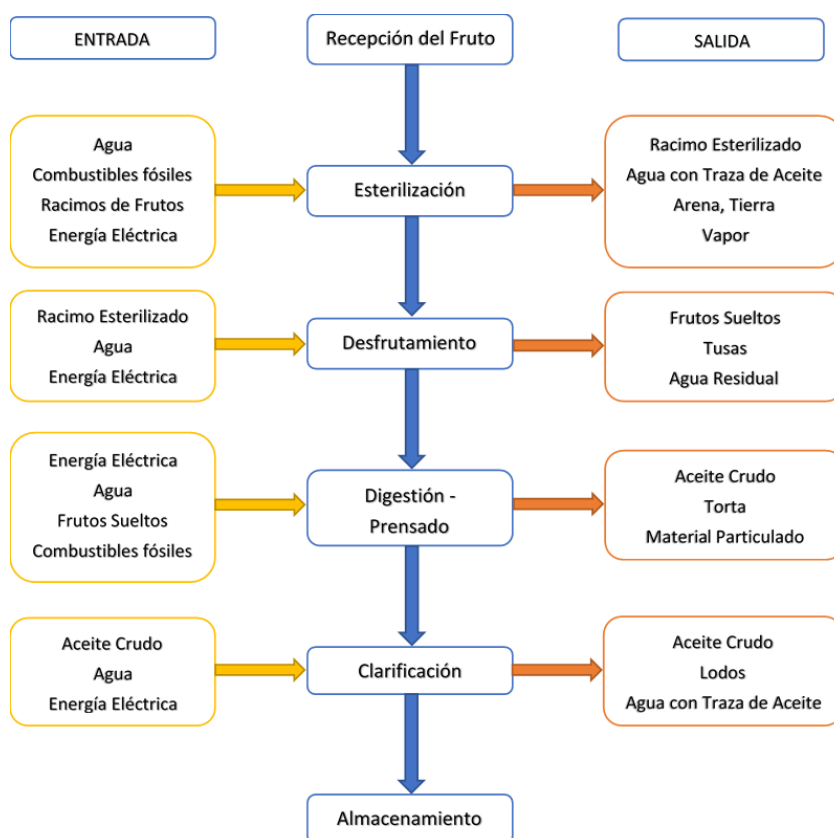 ENTRADA
Recepción del Fruto
SALIDA
Agua
Combustibles fósiles
Racimos de Frutos
Energía Eléctrica
Esterilización
Racimo Esterilizado
Agua con Traza de Aceite
Arena, Tierra
Vapor
Racimo Esterilizado
Agua
Energía Eléctrica
Desfrutamiento
Frutos Sueltos
Tusas
Agua Residual
Energía Eléctrica
Agua
Frutos Sueltos
Combustibles fósiles
Digestión -
Prensado
Aceite Crudo
Torta
Material Particulado
Aceite Crudo
Agua
Energía Eléctrica
Clarificación
Aceite Crudo
Lodos
Agua con Traza de Aceite
Almacenamiento